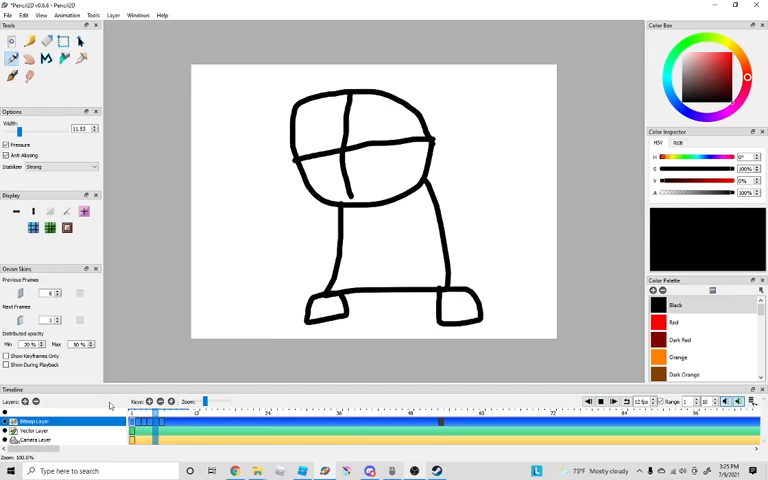 *Pencil2D v0.6.6 - Pencil2D
File Edit View Animation Tools Layer Windows Help
Tools
Options
Width:
11.53
Pressure
Anti-Aliasing
Stabilizer Strong
Display
Onion Skins
Previous Frames
6
Next Frames
5
Distributed opacity
Min 20 % Max 50 %
Show Keyframes Only
Show During Playback
Color Box
Color Inspector
HSV RGB
H 0°
S 100%
V 0%
A 100%
Color Palette
Black
Red
Dark Red
Orange
Dark Orange
Timeline
Layers: Keys: Zoom: 12 fps Range 1 10
1 12 24 36 48 60 72 84 96
Bitmap Layer
Vector Layer
Camera Layer
Zoom: 100.0%
Type here to search
L
75°F Mostly cloudy
3:25 PM
7/9/2021